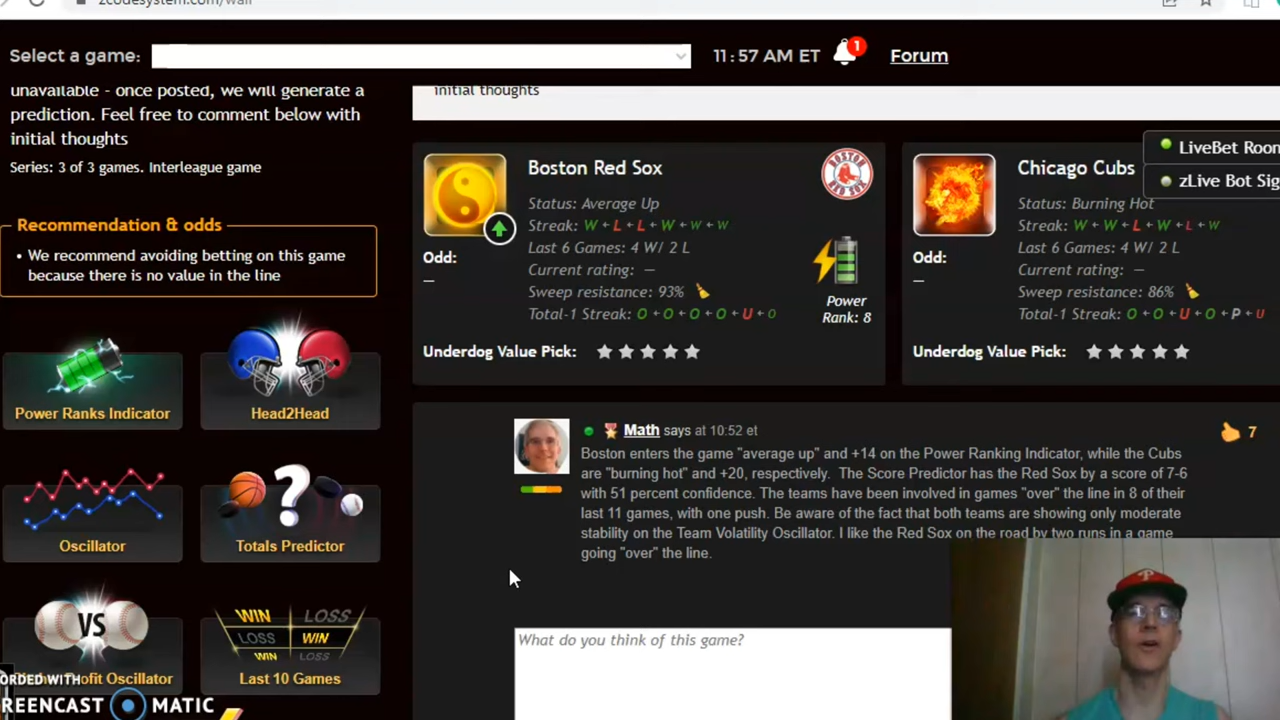 zcodesystem.com/wall
Select a game:
11:57 AM ET
1
Forum
unavailable - once posted, we will generate a
prediction. Feel free to comment below with
initial thoughts
Series: 3 of 3 games. Interleague game
Recommendation & odds
• We recommend avoiding betting on this game
because there is no value in the line
Power Ranks Indicator
Head2Head
Oscillator
Totals Predictor
VS
Profit Oscillator
WIN LOSS
LOSS WIN
WIN LOSS
Last 10 Games
initial thoughts
Boston Red Sox
BOSTON RED SOX
Status: Average Up
Streak: W L L W W W
Last 6 Games: 4 W/ 2 L
Odd:
—
Current rating: —
Sweep resistance: 93%
Total-1 Streak: O O O O U O
Power
Rank: 8
Underdog Value Pick:
Chicago Cubs
Status: Burning Hot
Streak: W W L W L W
Last 6 Games: 4 W/ 2 L
Odd:
—
Current rating: —
Sweep resistance: 86%
Total-1 Streak: O O U O P U
Underdog Value Pick:
LiveBet Room
zLive Bot Sig
Math says at 10:52 et
7
Boston enters the game "average up" and +14 on the Power Ranking Indicator, while the Cubs
are "burning hot" and +20, respectively. The Score Predictor has the Red Sox by a score of 7-6
with 51 percent confidence. The teams have been involved in games "over" the line in 8 of their
last 11 games, with one push. Be aware of the fact that both teams are showing only moderate
stability on the Team Volatility Oscillator. I like the Red Sox on the road by two runs in a game
going "over" the line.
What do you think of this game?
P
ORDED WITH
REENCAST MATIC